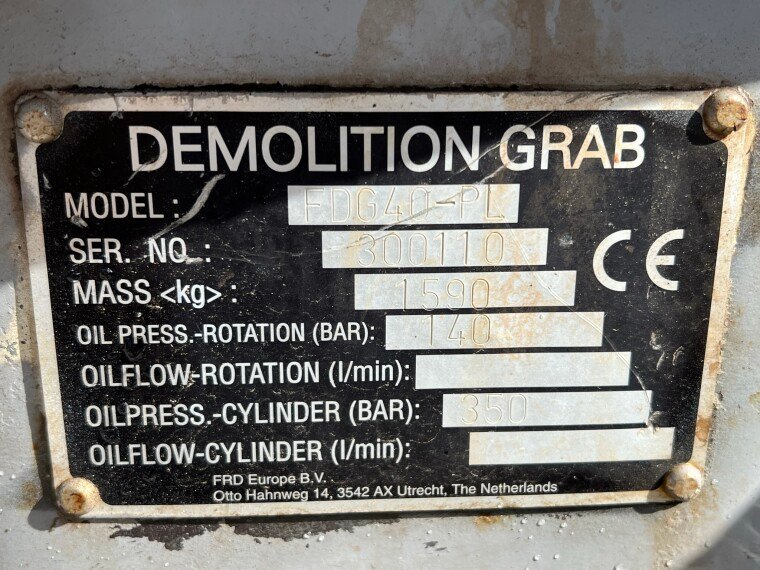 DEMOLITION GRAB
MODEL : FDG40-PL
SER. NO. : 300110
CE
MASS <kg> : 1590
OIL PRESS.-ROTATION (BAR): 140
OILFLOW-ROTATION (l/min):
OILPRESS.-CYLINDER (BAR): 350
OILFLOW-CYLINDER (l/min):
FRD Europe B.V.
Otto Hahnweg 14, 3542 AX Utrecht, The Netherlands